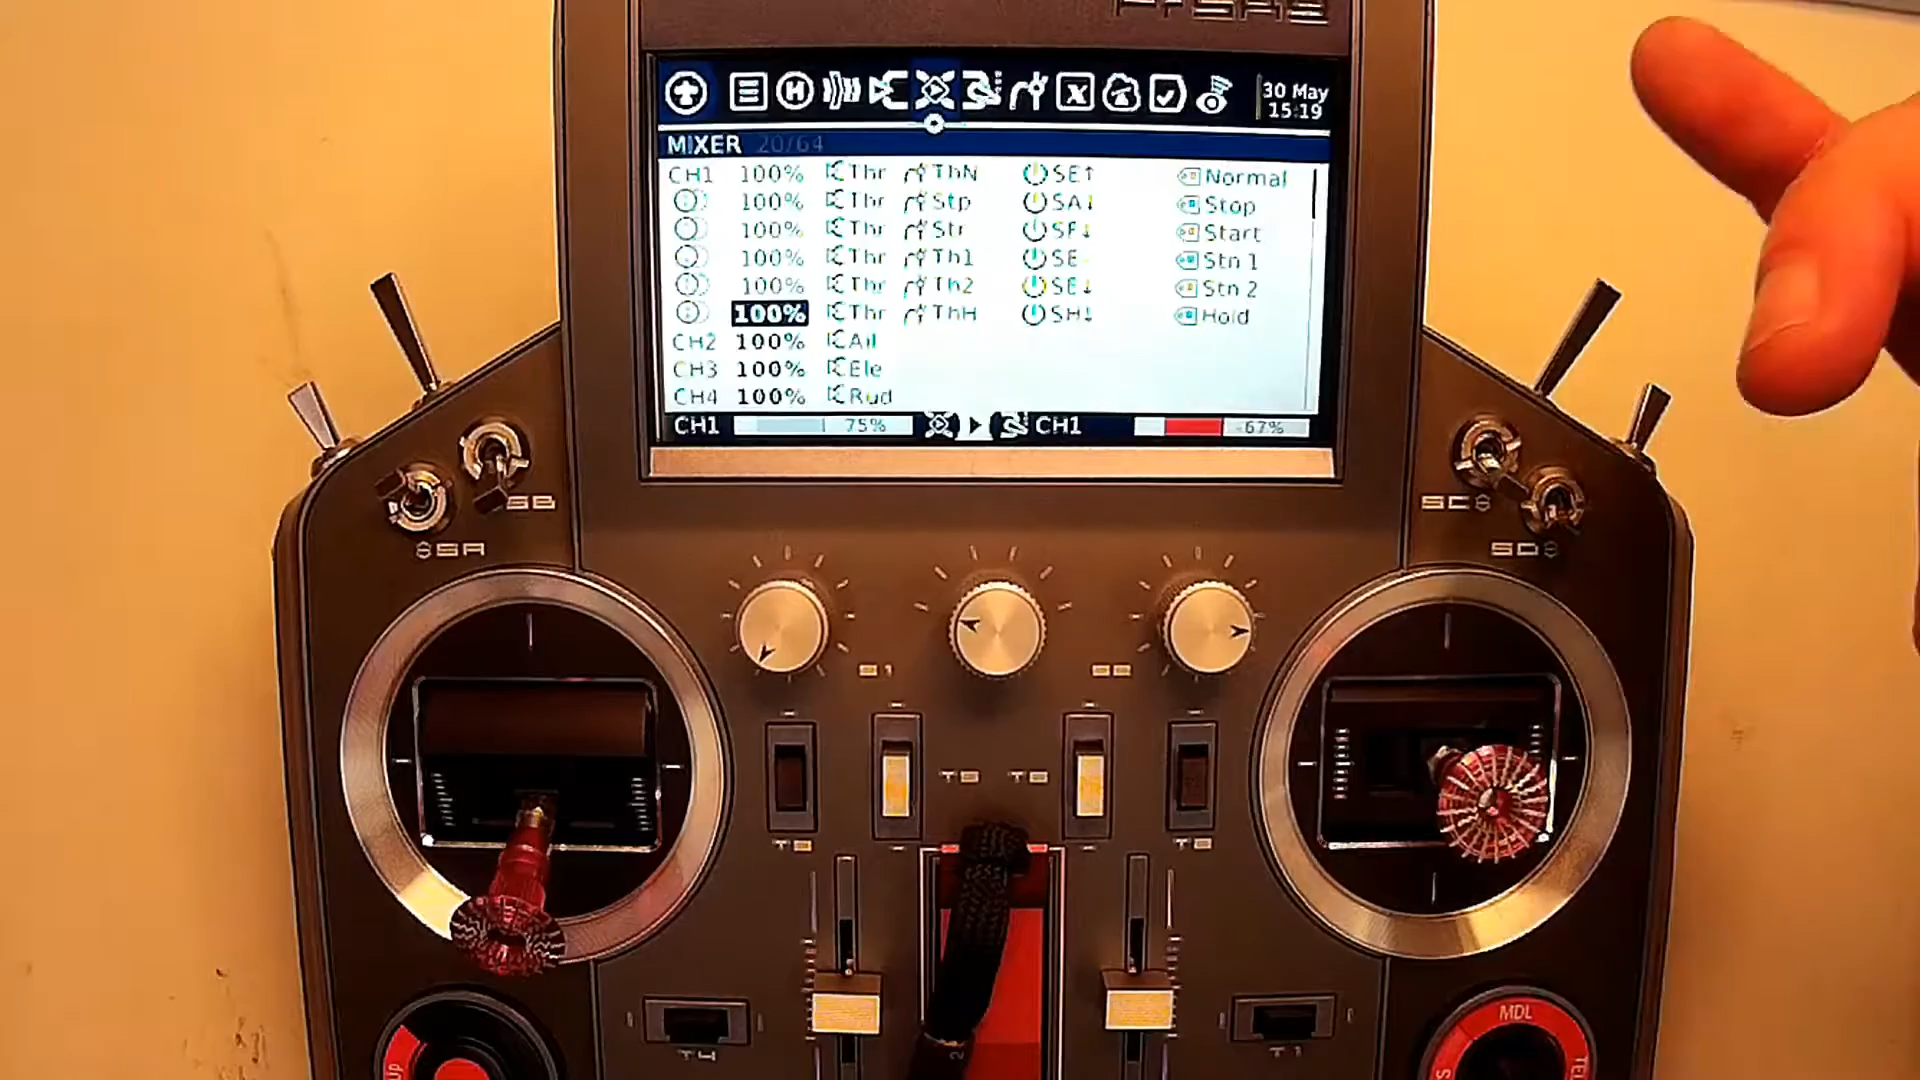 FrSKY
30 May
15:19
MIXER 20/64
CH1 100% Thr ThN SE↑ Normal
100% Thr Stp SA↓ Stop
100% Thr Str SF↓ Start
100% Thr Th1 SE- Stn 1
100% Thr Th2 SE↓ Stn 2
100% Thr ThH SH↓ Hold
CH2 100% Ail
CH3 100% Ele
CH4 100% Rud
CH1 75% CH1 -67%
SB
SA
SC
SD
T4
T1
MDL